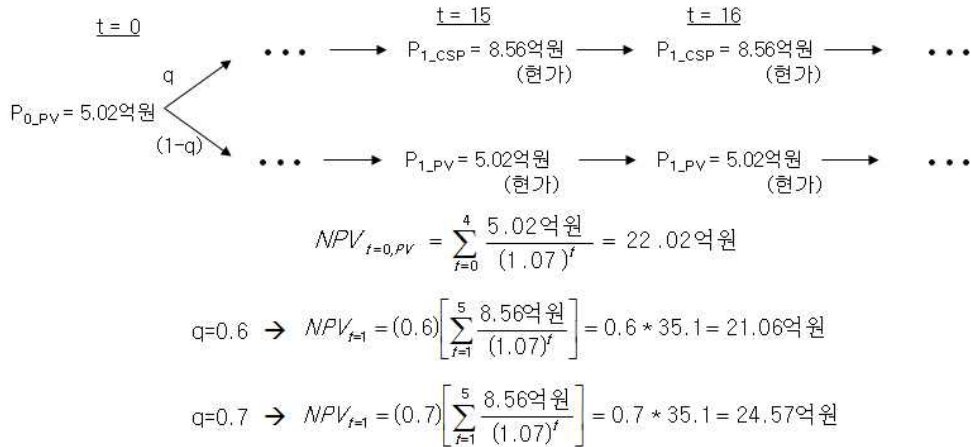 t = 0 t = 15 t = 16
q ••• → P₁_CSP = 8.56억원 → P₁_CSP = 8.56억원 → •••
(현가) (현가)
P₀_PV = 5.02억원
(1-q) ••• → P₁_PV = 5.02억원 → P₁_PV = 5.02억원 → •••
(현가) (현가)
NPV_{t=0,PV} = ∑_{t=0}^{4} 5.02억원 / (1.07)^t = 22.02억원
q=0.6 → NPV_{t=1} = (0.6)[∑_{t=1}^{5} 8.56억원 / (1.07)^t] = 0.6 * 35.1 = 21.06억원
q=0.7 → NPV_{t=1} = (0.7)[∑_{t=1}^{5} 8.56억원 / (1.07)^t] = 0.7 * 35.1 = 24.57억원